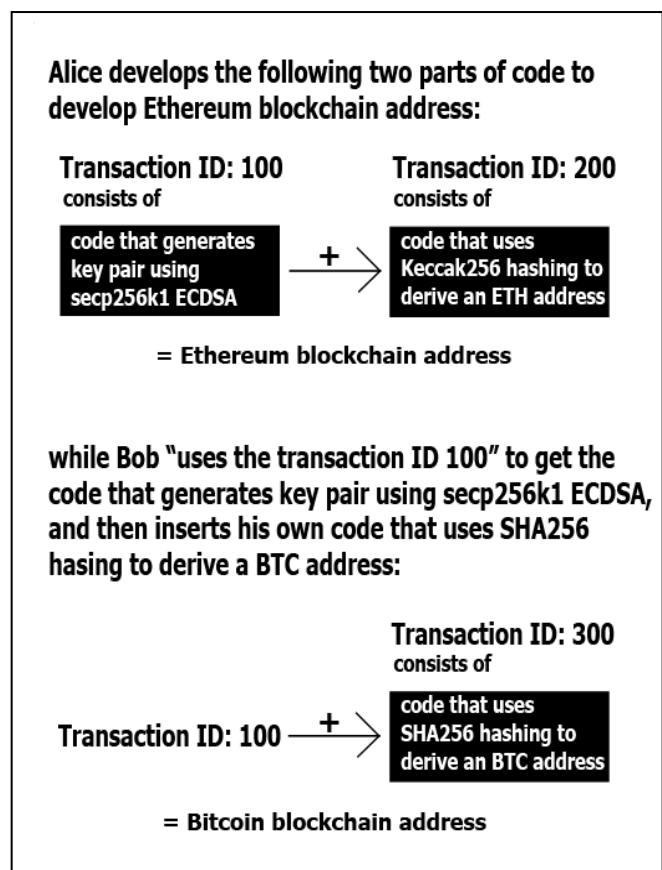 Alice develops the following two parts of code to
develop Ethereum blockchain address:
Transaction ID: 100
consists of
code that generates
key pair using
secp256k1 ECDSA
+
Transaction ID: 200
consists of
code that uses
Keccak256 hashing to
derive an ETH address
= Ethereum blockchain address
while Bob “uses the transaction ID 100” to get the
code that generates key pair using secp256k1 ECDSA,
and then inserts his own code that uses SHA256
hasing to derive a BTC address:
Transaction ID: 100
+
Transaction ID: 300
consists of
code that uses
SHA256 hashing to
derive an BTC address
= Bitcoin blockchain address